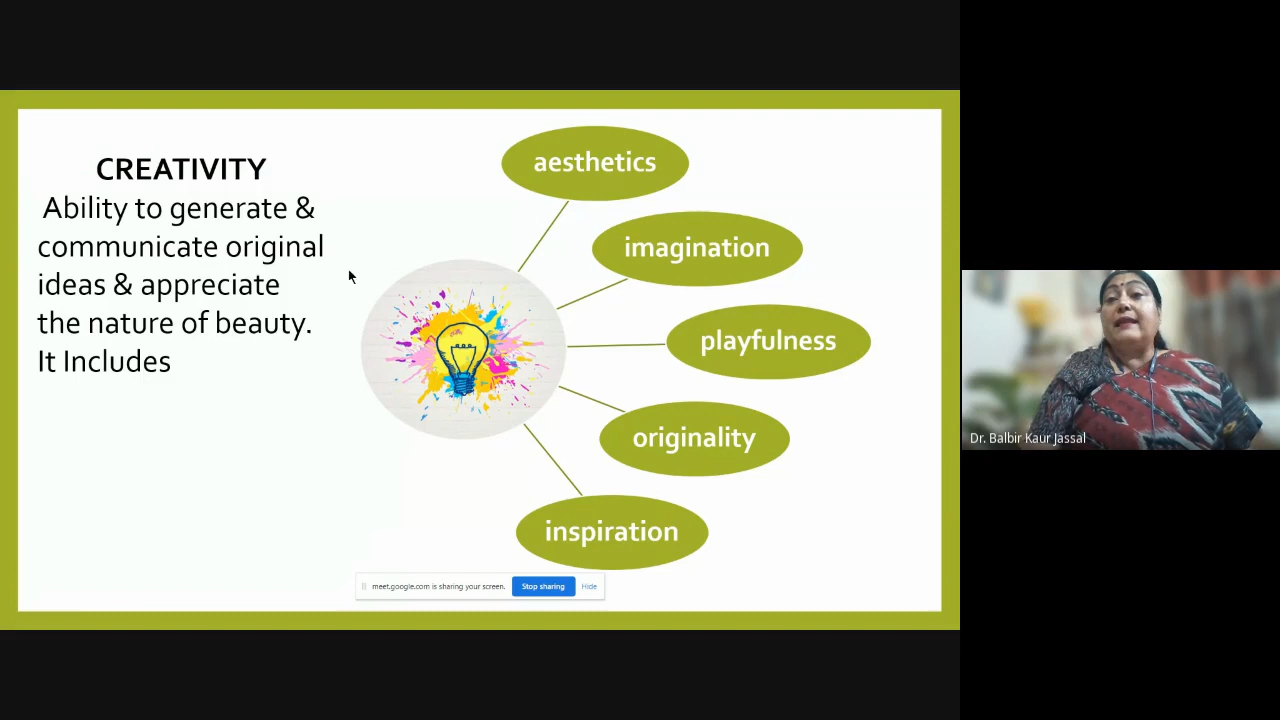 CREATIVITY
Ability to generate &
communicate original
ideas & appreciate
the nature of beauty.
It Includes
aesthetics
imagination
playfulness
originality
inspiration
meet.google.com is sharing your screen. Stop sharing Hide
Dr. Balbir Kaur Jassal